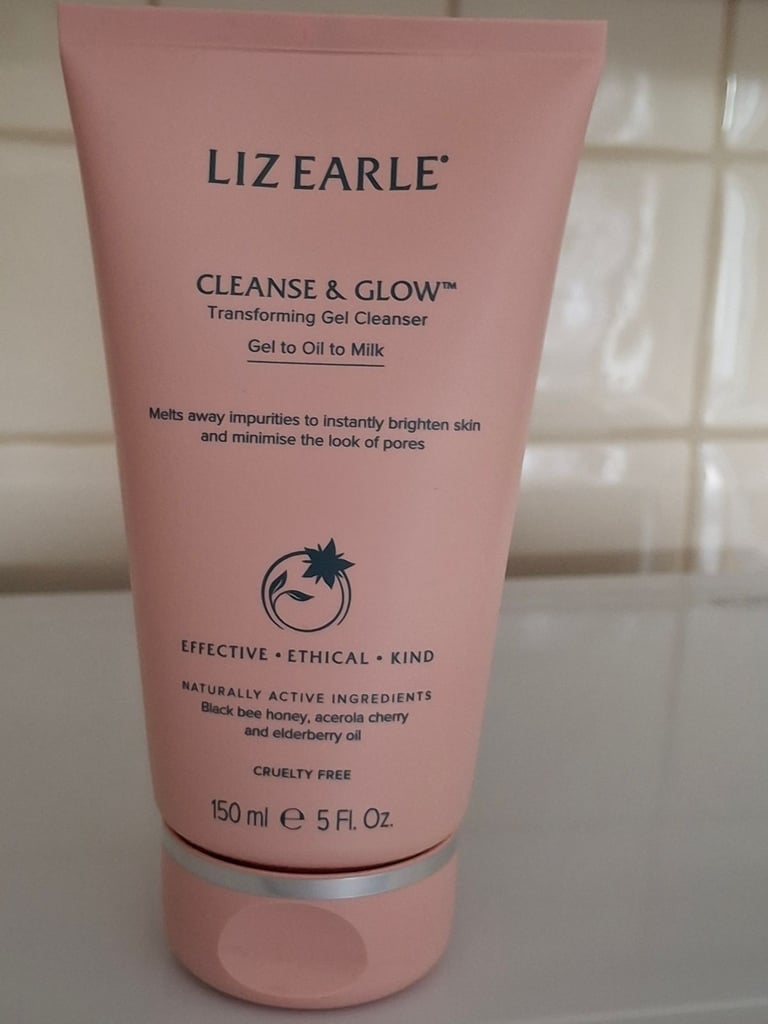 LIZ EARLE
CLEANSE & GLOW™
Transforming Gel Cleanser
Gel to Oil to Milk
Melts away impurities to instantly brighten skin
and minimise the look of pores
EFFECTIVE • ETHICAL • KIND
NATURALLY ACTIVE INGREDIENTS
Black bee honey, acerola cherry
and elderberry oil
CRUELTY FREE
150 ml ℮ 5 Fl. Oz.